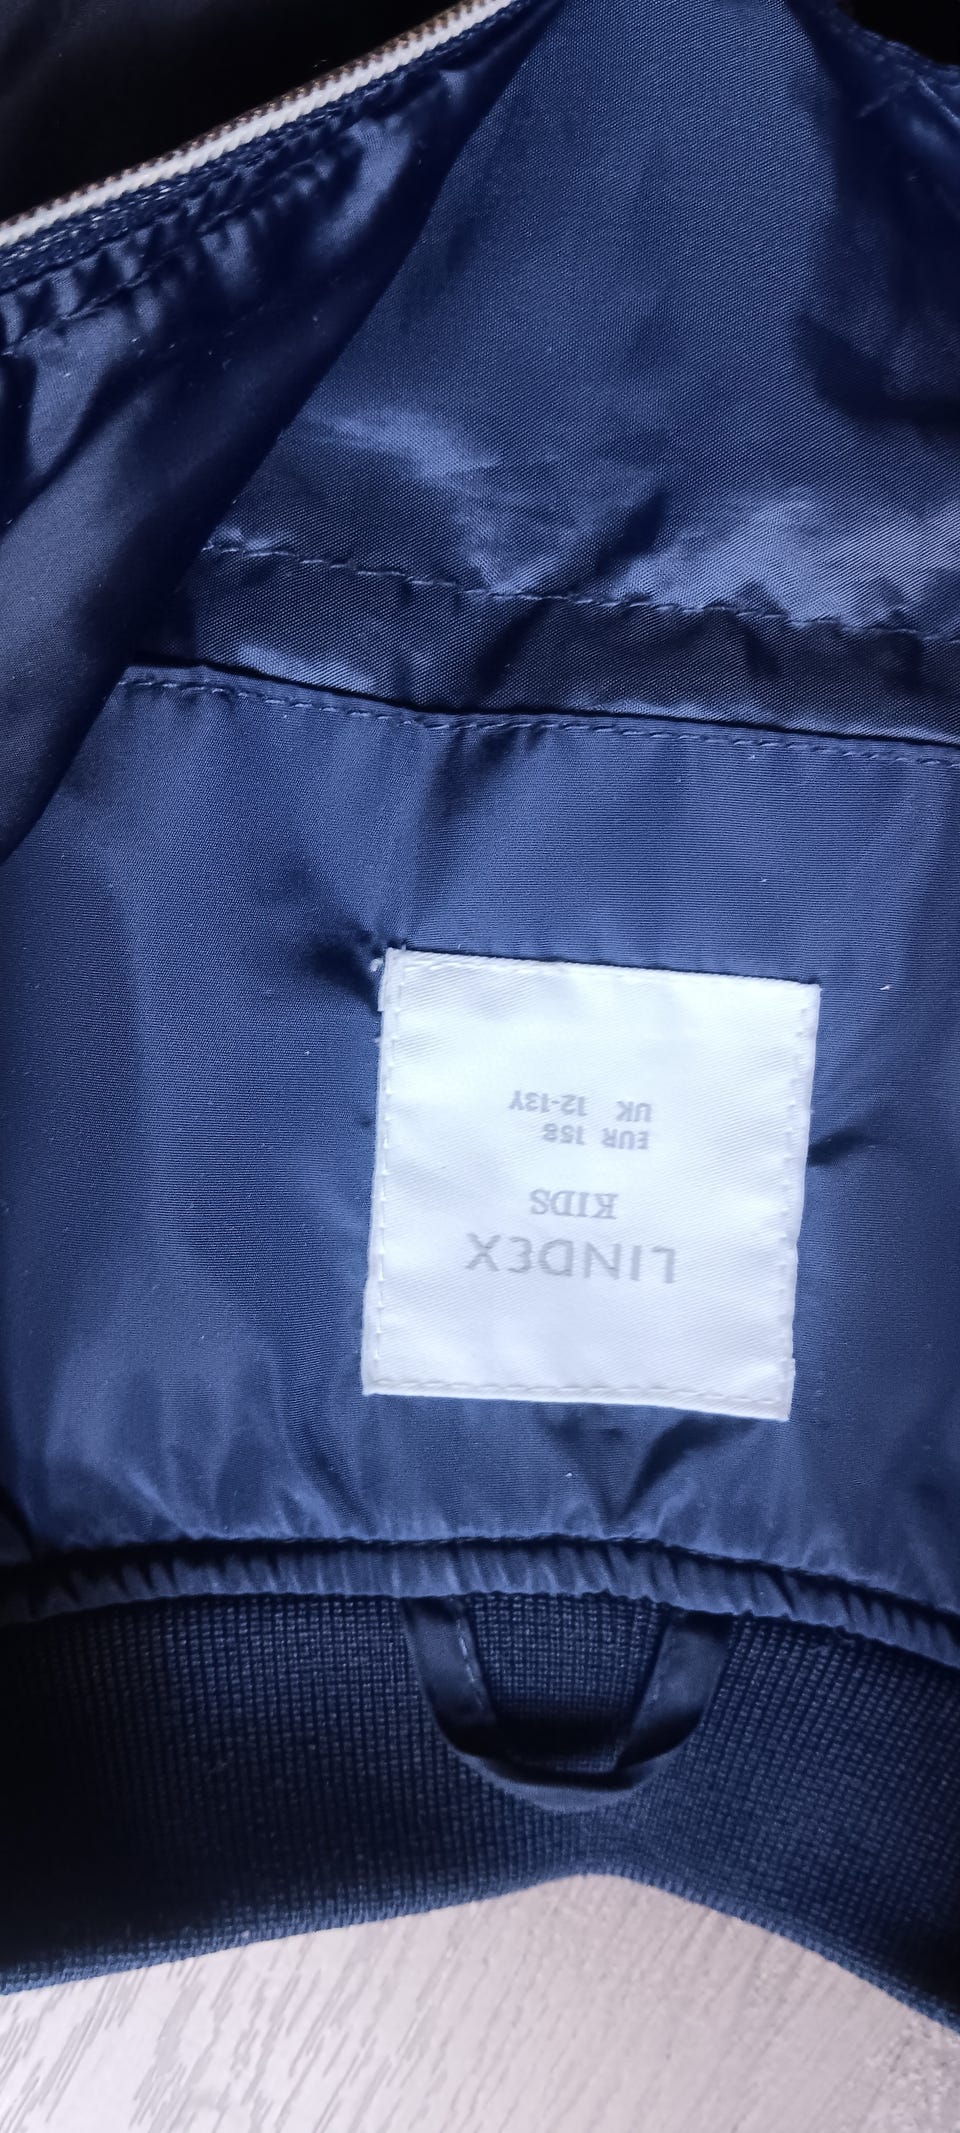 LINDEX
KIDS
EUR 158
UK 12-13Y